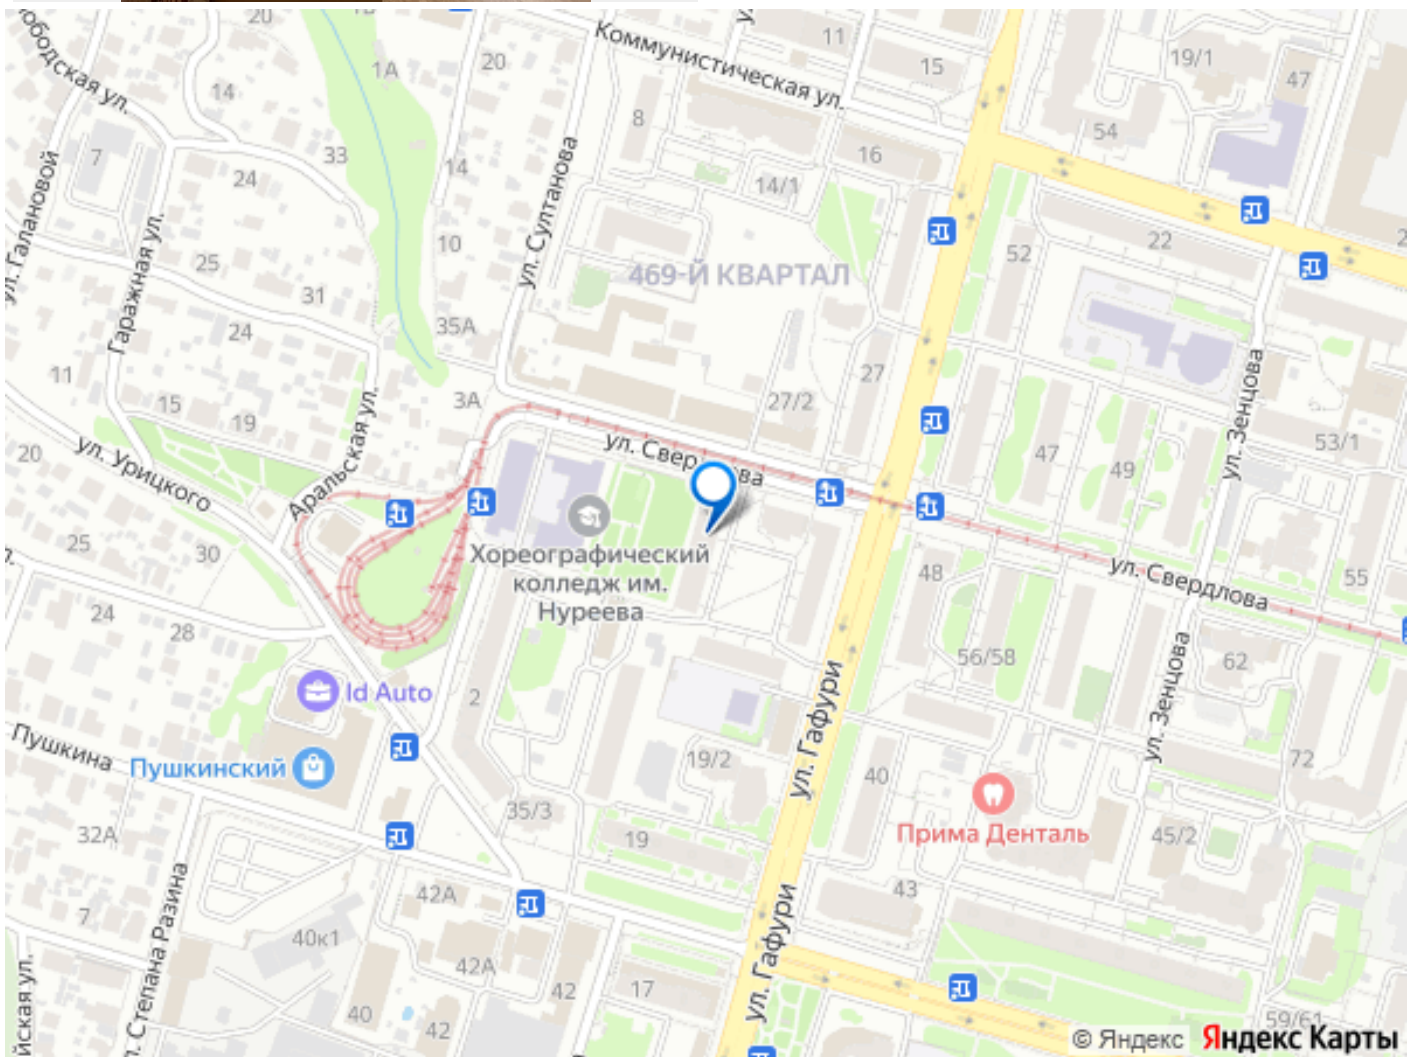 20
1А
20
Коммунистическая ул.
11
15
19/1
47
14
8
54
7
33
16
24
14
14/1
ул. Галановой
ул. Султанова
10
22
52
25
469-Й КВАРТАЛ
Гаражная ул.
31
35А
24
11
27
15
19
3А
27/2
47
49
53/1
ул. Зенцова
20
ул. Урицкого
Аральская ул.
ул. Свердлова
25
30
Хореографический
колледж им.
Нуреева
48
ул. Свердлова
55
24
28
56/58
62
ул. Зенцова
Id Auto
2
ул. Гафури
Пушкина
Пушкинский
19/2
40
72
35/3
19
Прима Денталь
45/2
32А
ул. Степана Разина
42А
43
7
40к1
42А
ул. Гафури
42
17
40
42
59/61
© Яндекс Яндекс Карты